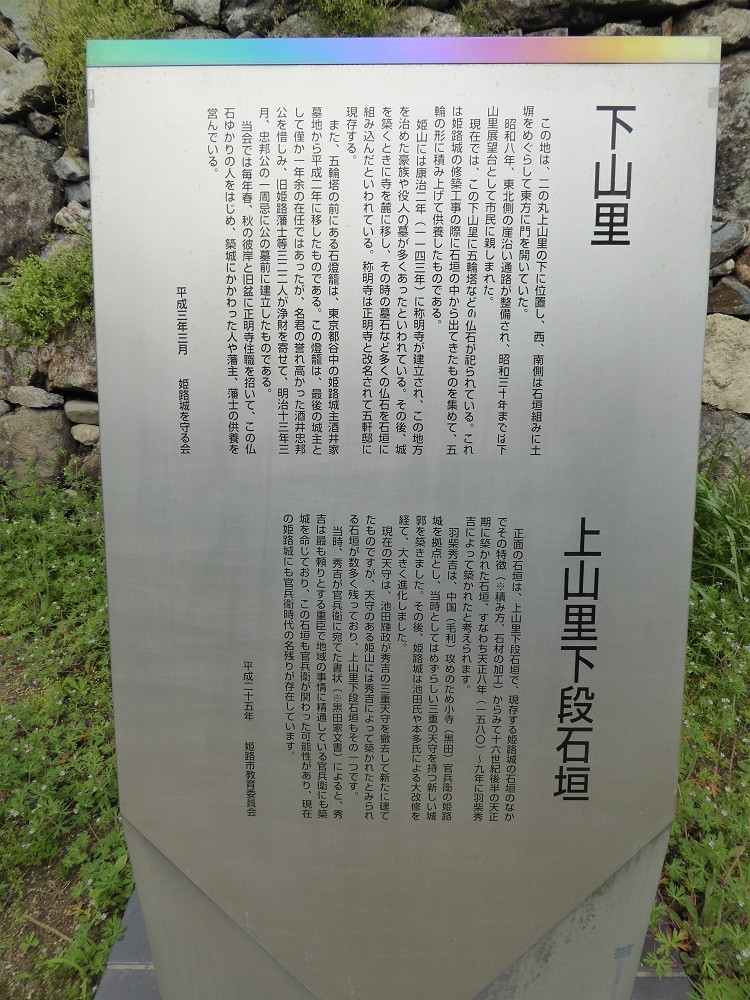 下山里
この地は、二の丸上山里の下に位置し、西、南側は石垣組みに土
塀をめぐらして東方に門を開いていた。
昭和八年、東北側の崖沿い通路が整備され、昭和三十年までは下
山里展望台として市民に親しまれた。
現在では、この下山里に五輪塔などの仏石が祀られている。これ
は姫路城の修築工事の際に石垣の中から出てきたものを集めて、五
輪の形に積み上げて供養したものである。
姫山には康治二年(一一四三年)に称明寺が建立され、この地方
を治めた豪族や役人の墓が多くあったといわれている。その後、城
を築くときに寺を麓に移し、その時の墓石など多くの仏石を石垣に
組み込んだといわれている。称明寺は正明寺と改名されて五軒邸に
現存する。
また、五輪塔の前にある石燈籠は、東京都谷中の姫路城主酒井家
墓地から平成二年に移したものである。この燈籠は、最後の城主と
して僅か一年余の在任ではあったが、名君の誉れ高かった酒井忠邦
公を惜しみ、旧姫路藩士等三二二人が浄財を寄せて、明治十三年三
月、忠邦公の一周忌に公の墓前に建立したものである。
当会では毎年春、秋の彼岸と旧盆に正明寺住職を招いて、この仏
石ゆかりの人をはじめ、築城にかかわった人や藩主、藩士の供養を
営んでいる。
平成三年三月 姫路城を守る会
上山里下段石垣
正面の石垣は、上山里下段石垣で、現存する姫路城の石垣のなか
でその特徴(※積み方、石材の加工)からみて十六世紀後半の天正
期に築かれた石垣、すなわち天正八年(一五八〇)~九年に羽柴秀
吉によって築かれたと考えられます。
羽柴秀吉は、中国(毛利)攻めのため小寺(黒田)官兵衛の姫路
城を拠点とし、当時としてはめずらしい三重の天守を持つ新しい城
郭を築きました。その後、姫路城は池田氏や本多氏による大改修を
経て、大きく進化しました。
現在の天守は、池田輝政が秀吉の三重天守を撤去して新たに建て
たものですが、天守のある姫山には秀吉によって築かれたとみられ
る石垣が数多く残っており、上山里下段石垣もその一つです。
当時、秀吉が官兵衛に宛てた書状(※黒田家文書)によると、秀
吉は最も頼りとする重臣で地域の事情に精通している官兵衛にも築
城を命じており、この石垣も官兵衛が関わった可能性があり、現在
の姫路城にも官兵衛時代の名残りが存在しています。
平成二十五年 姫路市教育委員会